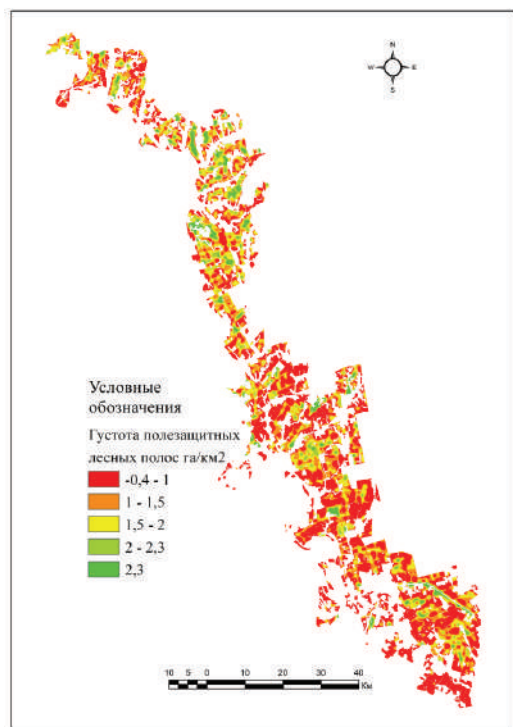 N
W E
S
Условные
обозначения
Густота полезащитных
лесных полос га/км2
-0,4 - 1
1 - 1,5
1,5 - 2
2 - 2,3
2,3
10 5 0 10 20 30 40
Км